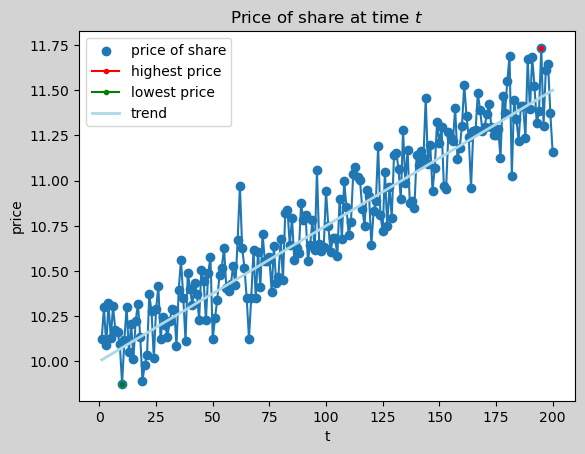 Price of share at time t
price of share
highest price
lowest price
trend
price
11.75
11.50
11.25
11.00
10.75
10.50
10.25
10.00
0
25
50
75
100
125
150
175
200
t